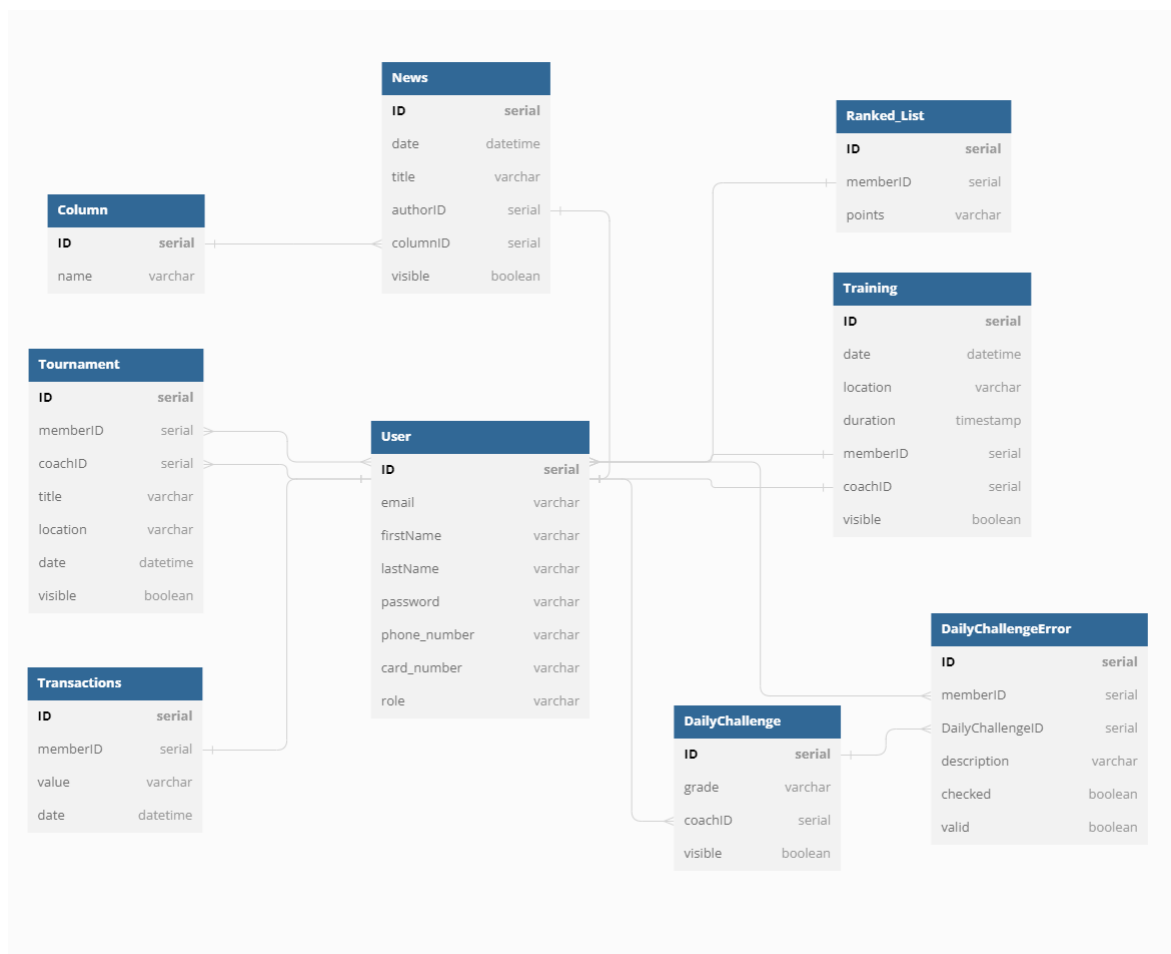 News
ID serial
date datetime
title varchar
authorID serial
columnID serial
visible boolean
Ranked_List
ID serial
memberID serial
points varchar
Column
ID serial
name varchar
Training
ID serial
date datetime
location varchar
duration timestamp
memberID serial
coachID serial
visible boolean
Tournament
ID serial
memberID serial
coachID serial
title varchar
location varchar
date datetime
visible boolean
User
ID serial
email varchar
firstName varchar
lastName varchar
password varchar
phone_number varchar
card_number varchar
role varchar
Transactions
ID serial
memberID serial
value varchar
date datetime
DailyChallenge
ID serial
grade varchar
coachID serial
visible boolean
DailyChallengeError
ID serial
memberID serial
DailyChallengeID serial
description varchar
checked boolean
valid boolean